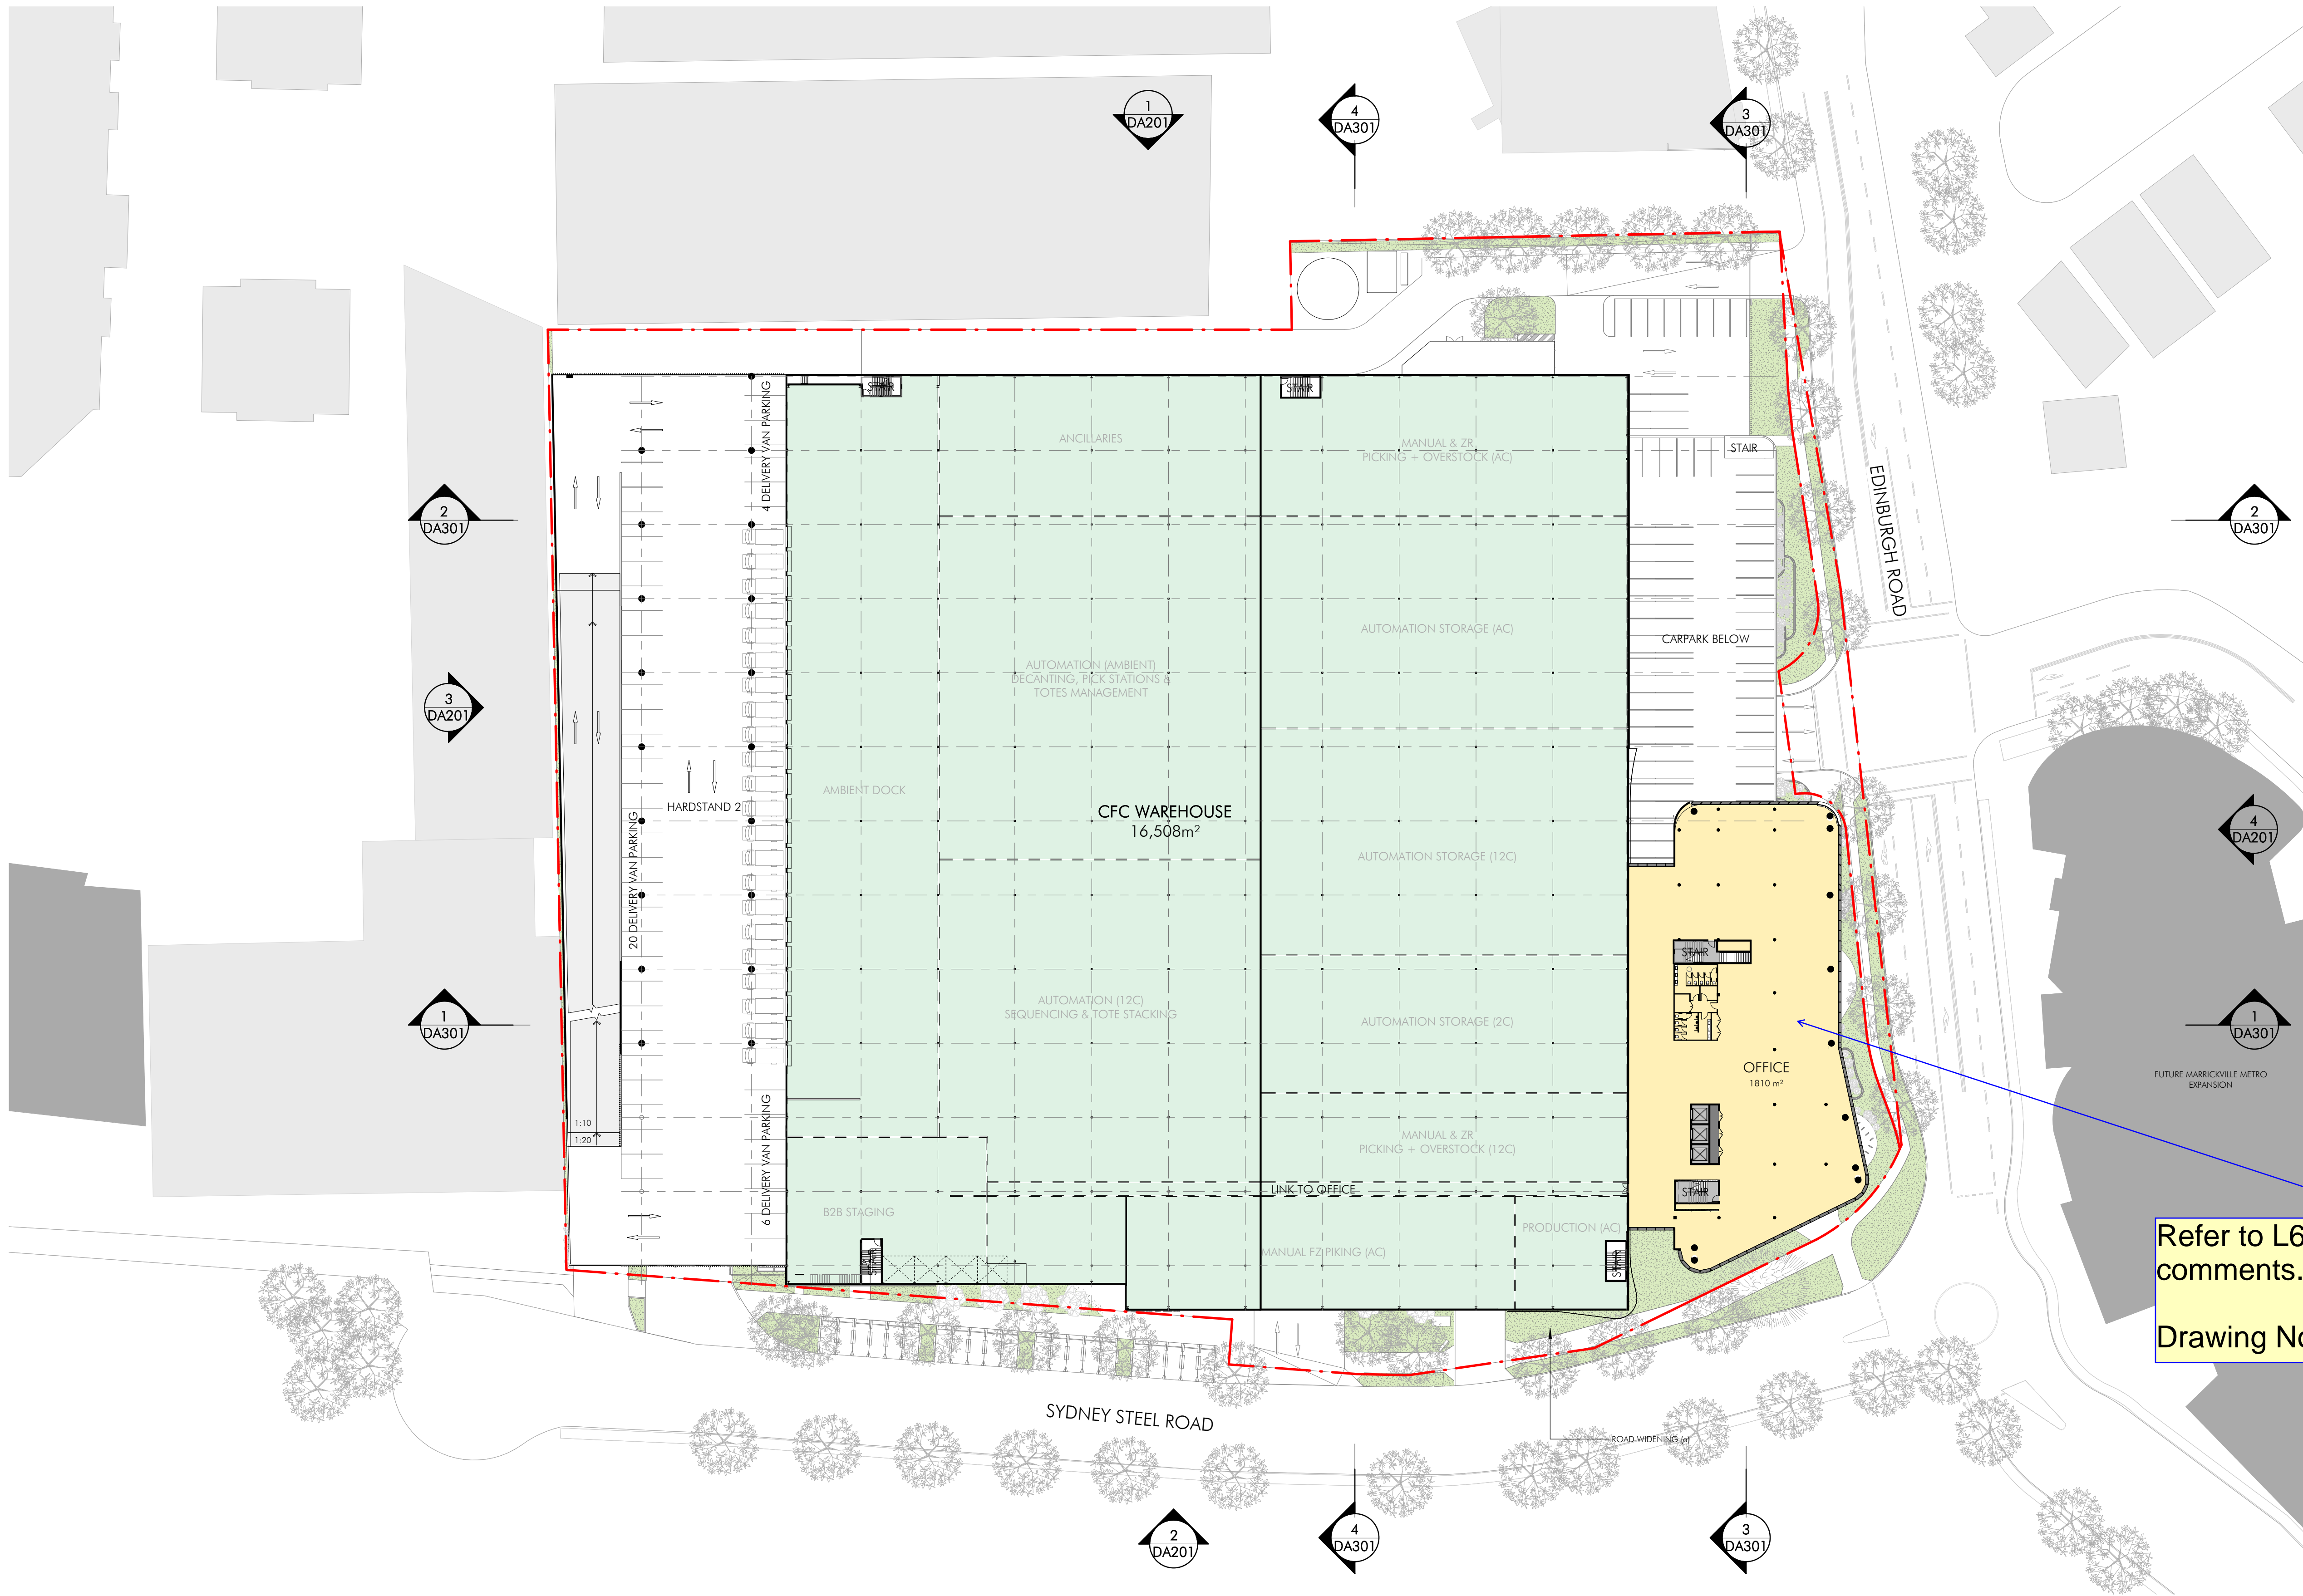 1
DA201
4
DA301
3
DA301
STAIR
STAIR
4 DELIVERY VAN PARKING
ANCILLARIES
MANUAL & ZR
PICKING + OVERSTOCK (AC)
STAIR
EDINBURGH ROAD
2
DA301
2
DA301
AUTOMATION STORAGE (AC)
CARPARK BELOW
AUTOMATION (AMBIENT)
DECANTING, PICK STATIONS &
TOTES MANAGEMENT
3
DA201
AMBIENT DOCK
HARDSTAND 2
CFC WAREHOUSE
16,508m²
20 DELIVERY VAN PARKING
4
DA201
AUTOMATION STORAGE (12C)
STAIR
AUTOMATION (12C)
SEQUENCING & TOTE STACKING
AUTOMATION STORAGE (2C)
1
DA301
1
DA301
OFFICE
1810 m²
FUTURE MARRICKVILLE METRO
EXPANSION
1:10
1:20
6 DELIVERY VAN PARKING
MANUAL & ZR
PICKING + OVERSTOCK (12C)
LINK TO OFFICE
STAIR
B2B STAGING
PRODUCTION (AC)
MANUAL FZ PIKING (AC)
STAIR
STAIR
Refer to L6
comments.
Drawing No
SYDNEY STEEL ROAD
ROAD WIDENING (a)
2
DA201
4
DA301
3
DA301